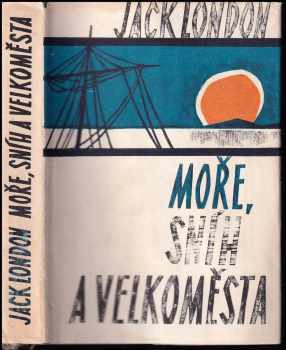 JACK LONDON MOŘE, SNÍH A VELKOMĚSTA
JACK LONDON
MOŘE,
SNÍH
A VELKOMĚSTA